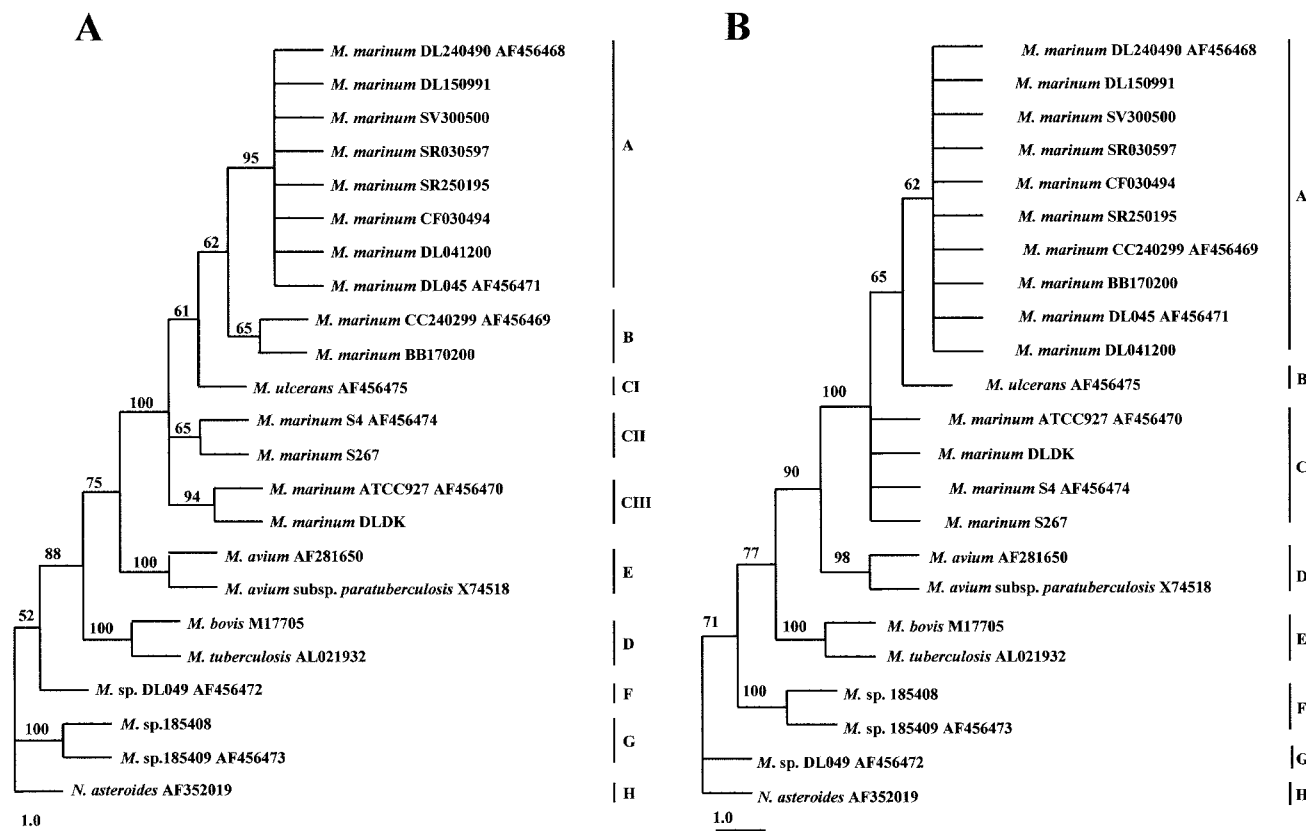 A
M. marinum DL240490 AF456468
M. marinum DL150991
M. marinum SV300500
M. marinum SR030597
M. marinum SR250195
M. marinum CF030494
M. marinum DL041200
M. marinum DL045 AF456471
M. marinum CC240299 AF456469
M. marinum BB170200
M. ulcerans AF456475
M. marinum S4 AF456474
M. marinum S267
M. marinum ATCC927 AF456470
M. marinum DLDK
M. avium AF281650
M. avium subsp. paratuberculosis X74518
M. bovis M17705
M. tuberculosis AL021932
M. sp. DL049 AF456472
M. sp.185408
M. sp.185409 AF456473
N. asteroides AF352019
95
62
65
61
100
65
94
75
100
88
100
52
100
A
B
CI
CII
CIII
E
D
F
G
H
1.0
B
M. marinum DL240490 AF456468
M. marinum DL150991
M. marinum SV300500
M. marinum SR030597
M. marinum CF030494
M. marinum SR250195
M. marinum CC240299 AF456469
M. marinum BB170200
M. marinum DL045 AF456471
M. marinum DL041200
M. ulcerans AF456475
M. marinum ATCC927 AF456470
M. marinum DLDK
M. marinum S4 AF456474
M. marinum S267
M. avium AF281650
M. avium subsp. paratuberculosis X74518
M. bovis M17705
M. tuberculosis AL021932
M. sp. 185408
M. sp. 185409 AF456473
M. sp. DL049 AF456472
N. asteroides AF352019
62
65
100
90
98
77
100
71
100
A
B
C
D
E
F
G
H
1.0